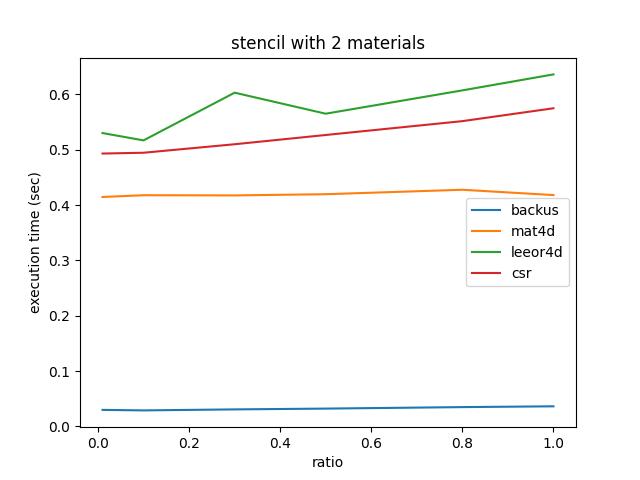 stencil with 2 materials
execution time (sec)
0.6
0.5
0.4
0.3
0.2
0.1
0.0
backus
mat4d
leeor4d
csr
0.0 0.2 0.4 0.6 0.8 1.0
ratio